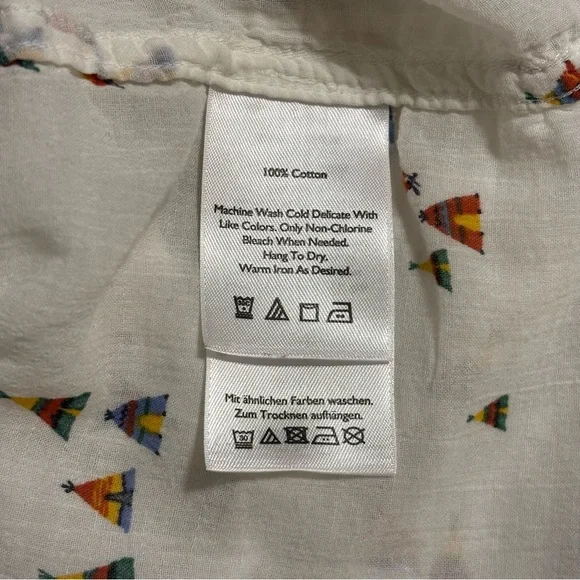 100% Cotton
Machine Wash Cold Delicate With
Like Colors. Only Non-Chlorine
Bleach When Needed.
Hang To Dry.
Warm Iron As Desired.
Mit ähnlichen Farben waschen.
Zum Trocknen aufhängen.
30